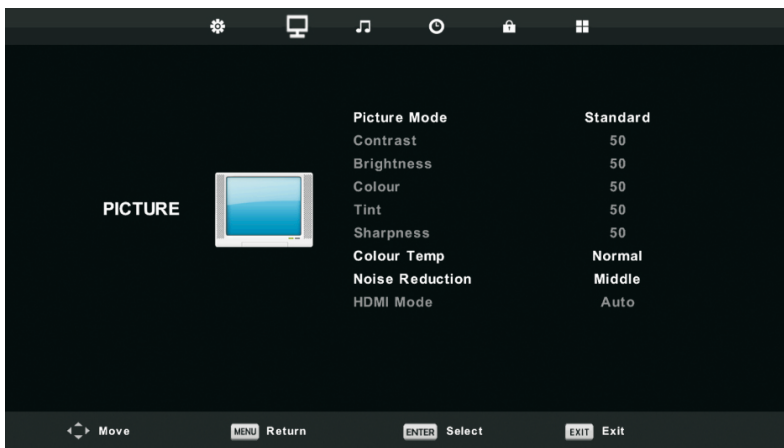 Picture Mode Standard
Contrast 50
Brightness 50
Colour 50
PICTURE
Tint 50
Sharpness 50
Colour Temp Normal
Noise Reduction Middle
HDMI Mode Auto
Move MENU Return ENTER Select EXIT Exit